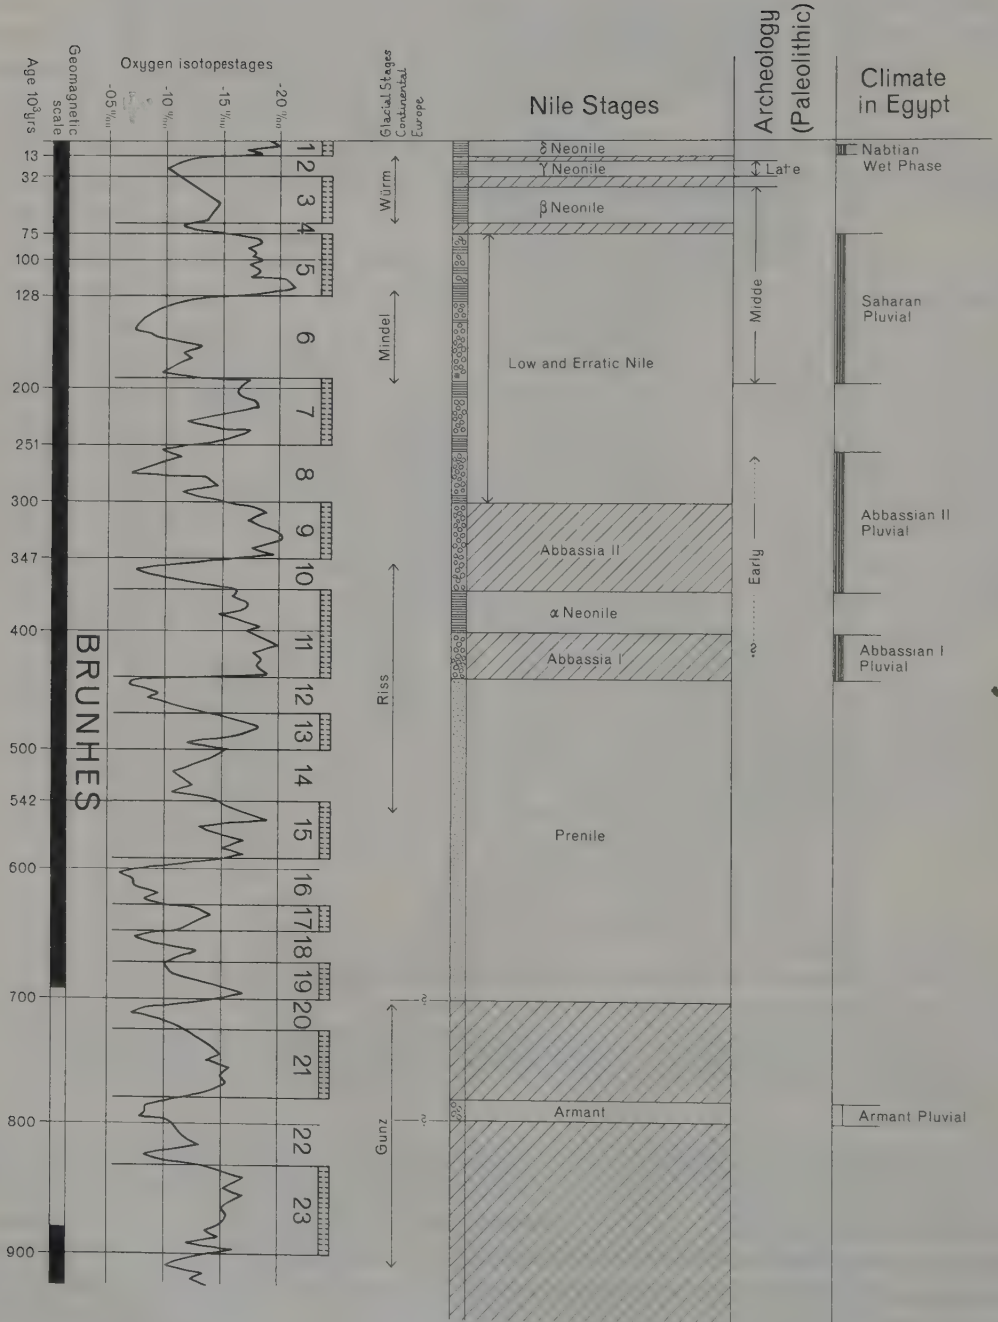 Age 10³yrs
Geomagnetic
scale
Oxygen isotopestages
-05 ‰
-10 ‰
-15 ‰
-20 ‰
Glacial Stages
Continental
Europe
Nile Stages
Archeology
(Paleolithic)
Climate
in Egypt
13
32
75
100
128
200
251
300
347
400
500
542
600
700
800
900
BRUNHES
1
2
3
4
5
6
7
8
9
10
11
12
13
14
15
16
17
18
19
20
21
22
23
Würm
Mindel
Riss
?
?
Gunz
δ Neonile
γ Neonile
β Neonile
Low and Erratic Nile
Abbassia II
α Neonile
Abbassia I
Prenile
Armant
Late
Midde
Early
?
Nabtian
Wet Phase
Saharan
Pluvial
Abbassian II
Pluvial
Abbassian I
Pluvial
Armant Pluvial